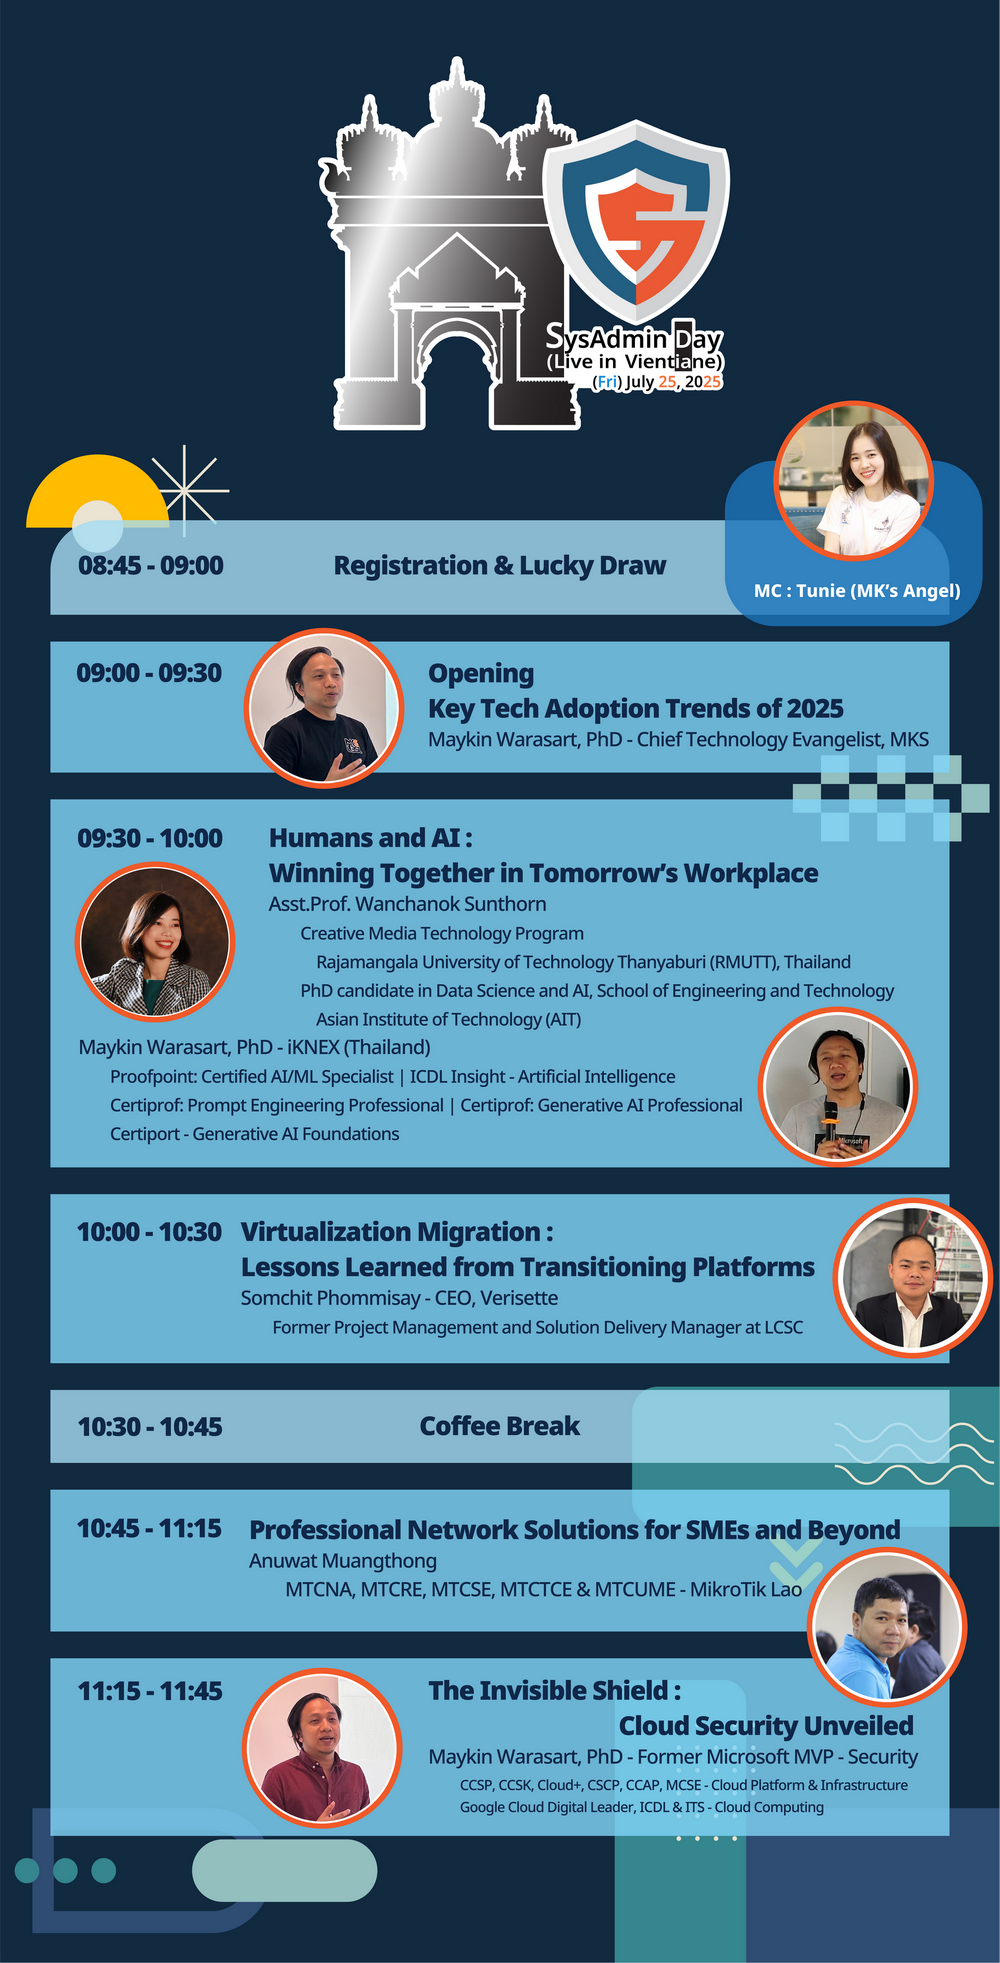 SysAdmin Day
(Live in Vientiane)
(Fri) July 25, 2025
08:45 - 09:00
Registration & Lucky Draw
MC : Tunie (MK’s Angel)
09:00 - 09:30
Opening
Key Tech Adoption Trends of 2025
Maykin Warasart, PhD - Chief Technology Evangelist, MKS
09:30 - 10:00
Humans and AI :
Winning Together in Tomorrow’s Workplace
Asst.Prof. Wanchanok Sunthorn
Creative Media Technology Program
Rajamangala University of Technology Thanyaburi (RMUTT), Thailand
PhD candidate in Data Science and AI, School of Engineering and Technology
Asian Institute of Technology (AIT)
Maykin Warasart, PhD - iKNEX (Thailand)
Proofpoint: Certified AI/ML Specialist | ICDL Insight - Artificial Intelligence
Certiprof: Prompt Engineering Professional | Certiprof: Generative AI Professional
Certiport - Generative AI Foundations
Microsoft
10:00 - 10:30
Virtualization Migration :
Lessons Learned from Transitioning Platforms
Somchit Phommisay - CEO, Verisette
Former Project Management and Solution Delivery Manager at LCSC
10:30 - 10:45
Coffee Break
10:45 - 11:15
Professional Network Solutions for SMEs and Beyond
Anuwat Muangthong
MTCNA, MTCRE, MTCSE, MTCTCE & MTCUME - MikroTik Lao
11:15 - 11:45
The Invisible Shield :
Cloud Security Unveiled
Maykin Warasart, PhD - Former Microsoft MVP - Security
CCSP, CCSK, Cloud+, CSCP, CCAP, MCSE - Cloud Platform & Infrastructure
Google Cloud Digital Leader, ICDL & ITS - Cloud Computing